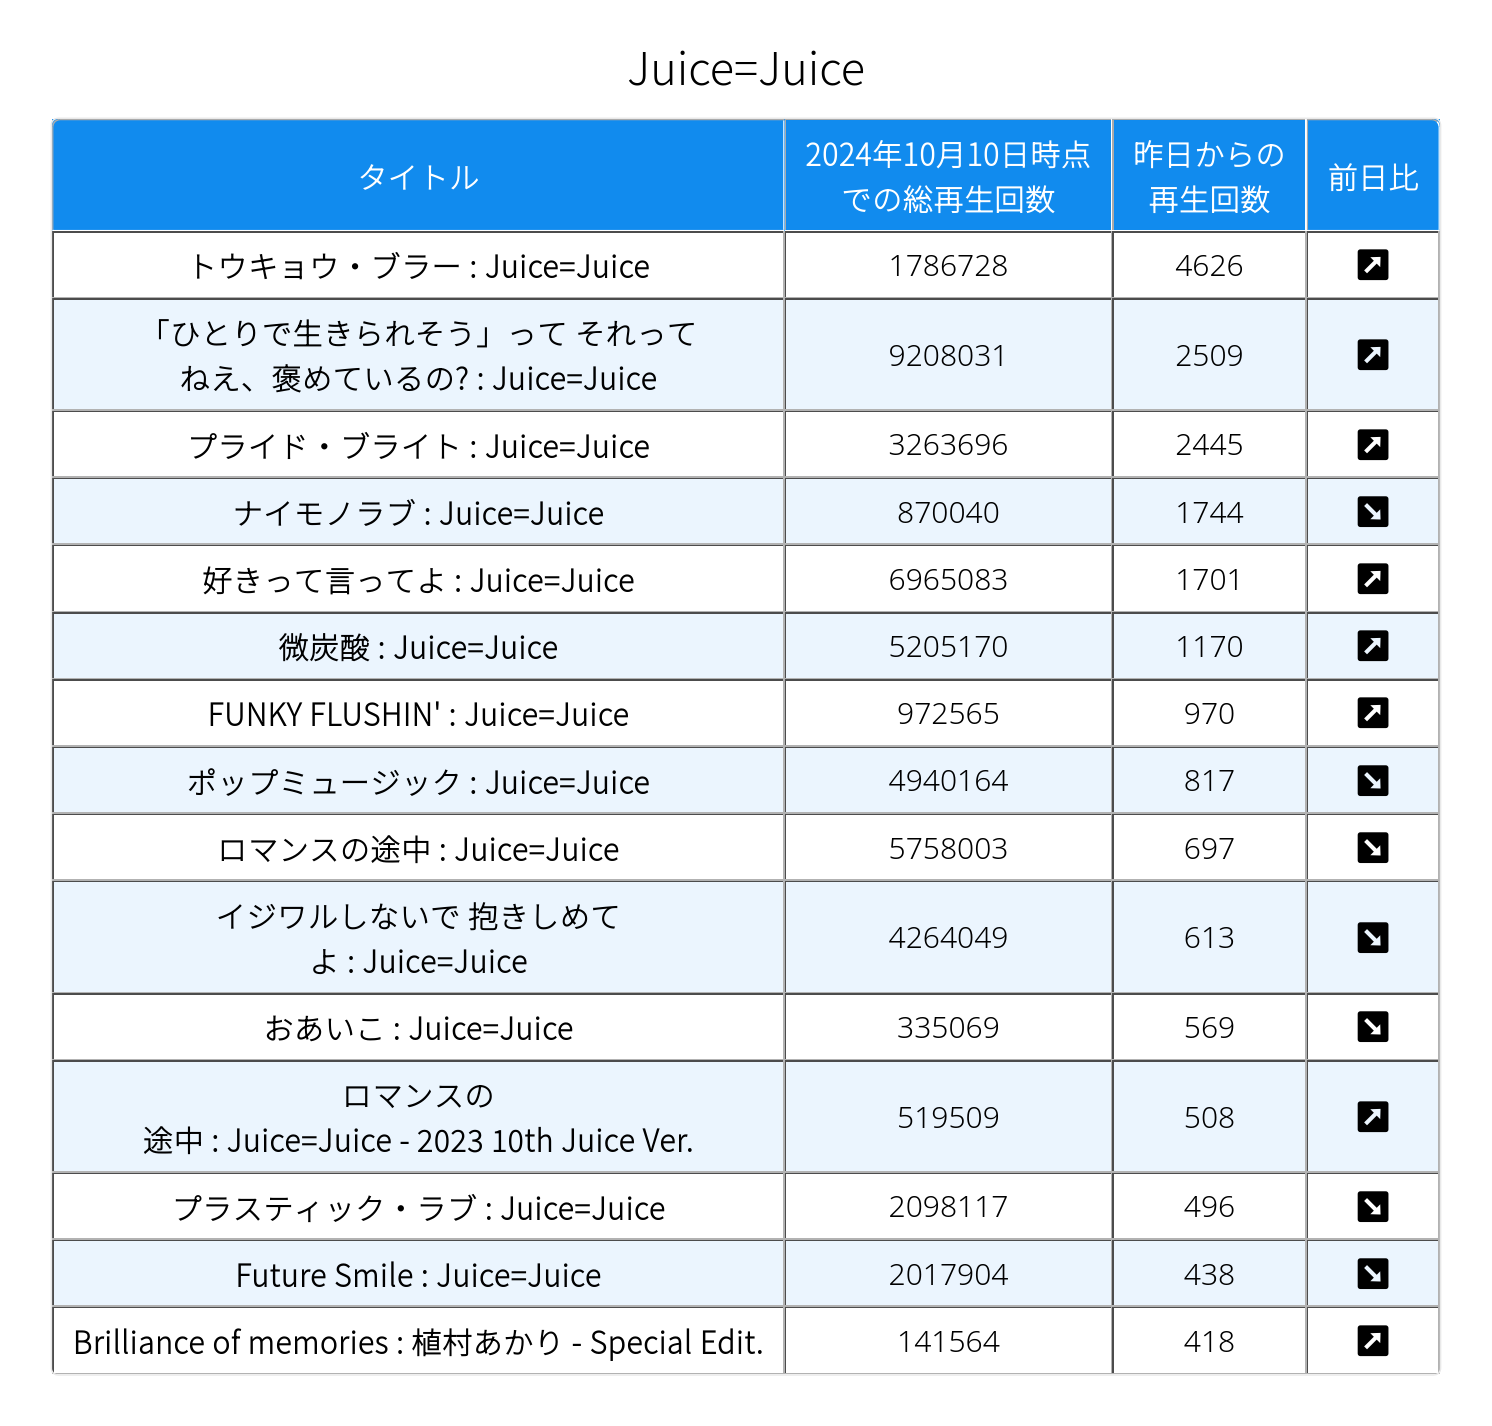 Juice=Juice
タイトル
2024年10月10日時点
での総再生回数
昨日からの
再生回数
前日比
トウキョウ・ブラー : Juice=Juice
1786728
4626
「ひとりで生きられそう」って それって
ねえ、褒めているの? : Juice=Juice
9208031
2509
プライド・ブライト : Juice=Juice
3263696
2445
ナイモノラブ : Juice=Juice
870040
1744
好きって言ってよ : Juice=Juice
6965083
1701
微炭酸 : Juice=Juice
5205170
1170
FUNKY FLUSHIN' : Juice=Juice
972565
970
ポップミュージック : Juice=Juice
4940164
817
ロマンスの途中 : Juice=Juice
5758003
697
イジワルしないで 抱きしめて
よ : Juice=Juice
4264049
613
おあいこ : Juice=Juice
335069
569
ロマンスの
途中 : Juice=Juice - 2023 10th Juice Ver.
519509
508
プラスティック・ラブ : Juice=Juice
2098117
496
Future Smile : Juice=Juice
2017904
438
Brilliance of memories : 植村あかり - Special Edit.
141564
418